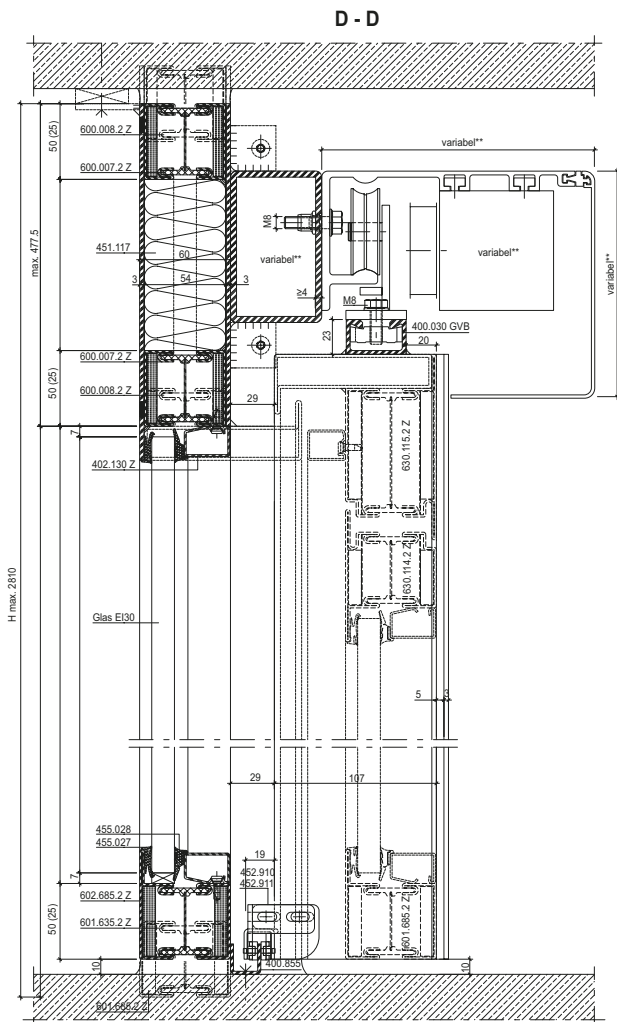 D - D
600.008.2 Z
50 (25)
600.007.2 Z
variabel**
max. 477.5
451.117
60
54
3
3
M8
variabel**
variabel**
variabel**
≥4
M8
400.030 GVB
23
20
600.007.2 Z
50 (25)
600.008.2 Z
29
7
402.130 Z
630.115.2 Z
630.114.2 Z
H max. 2810
Glas EI30
5
3
29
107
455.028
455.027
19
7
452.910
452.911
602.685.2 Z
50 (25)
601.635.2 Z
601.685.2 Z
400.855
10
10
601.685.2 Z